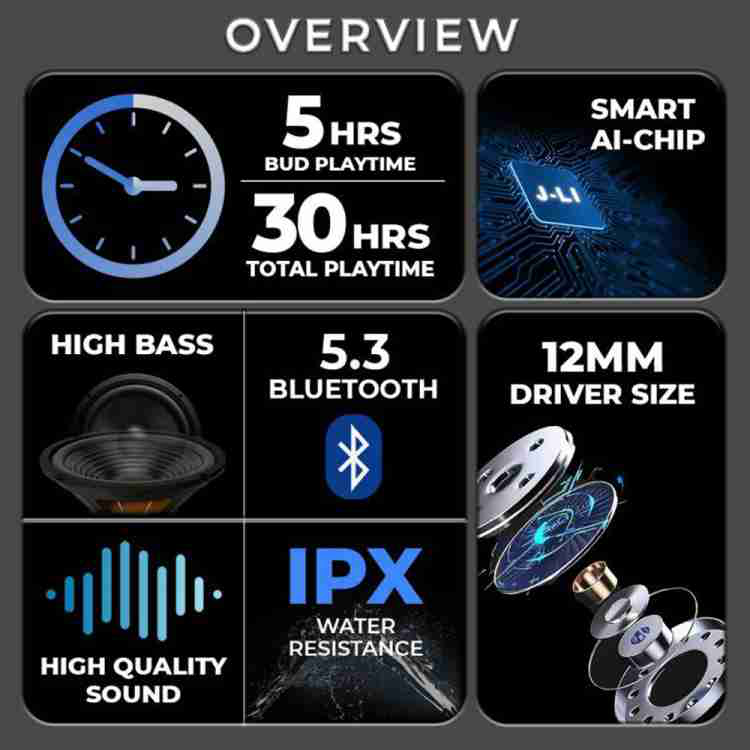 OVERVIEW
5 HRS
BUD PLAYTIME
30 HRS
TOTAL PLAYTIME
SMART
AI-CHIP
J-LI
HIGH BASS
5.3
BLUETOOTH
12MM
DRIVER SIZE
HIGH QUALITY
SOUND
IPX
WATER
RESISTANCE